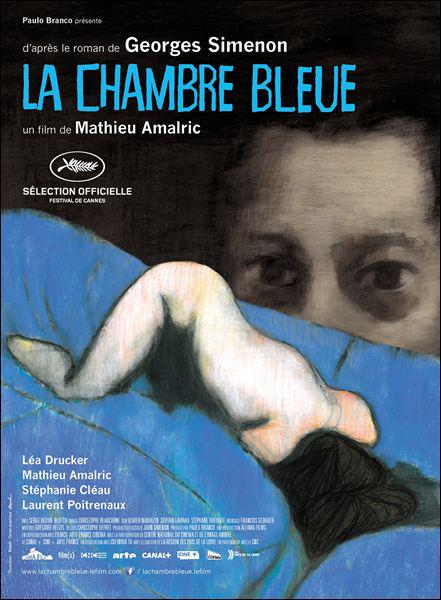 Paulo Branco présente
d'après le roman de Georges Simenon
LA CHAMBRE BLEUE
un film de Mathieu Amalric
SÉLECTION OFFICIELLE
FESTIVAL DE CANNES
Léa Drucker
Mathieu Amalric
Stéphanie Cléau
Laurent Poitrenaux
arte CANAL+ CINE+
www.lachambrebleue-lefilm.com / lachambrebleue.lefilm